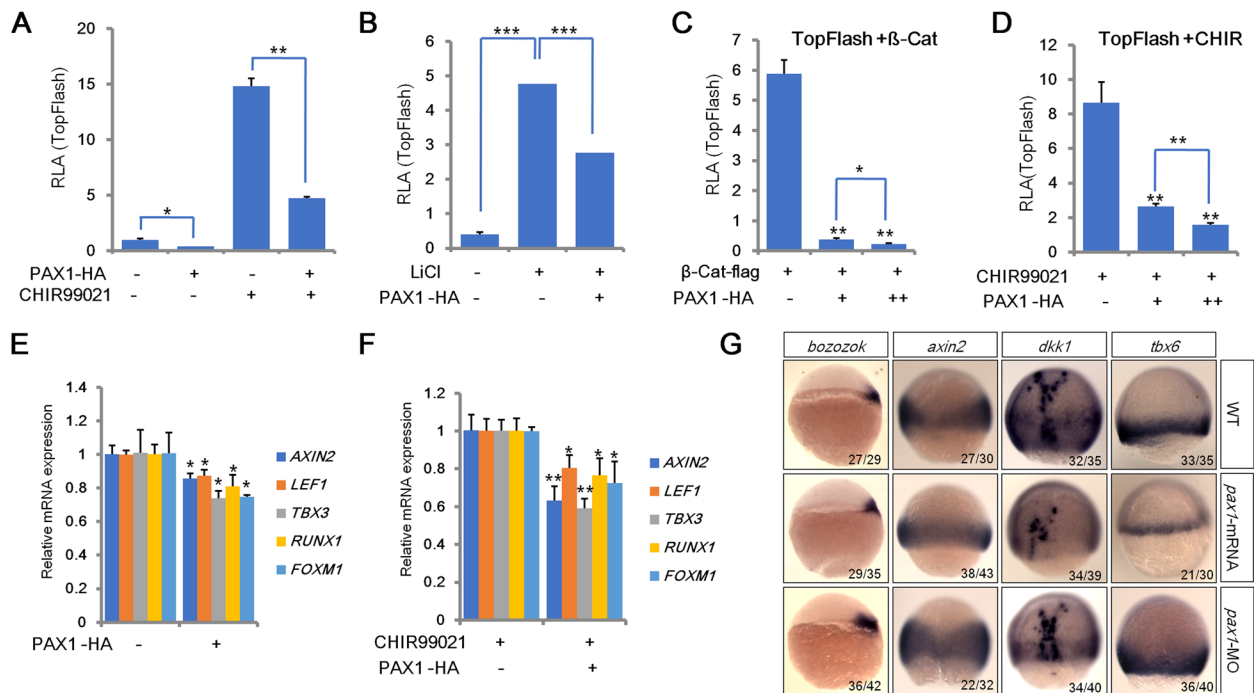 A
RLA (TopFlash)
20
15
10
5
0
*
**
PAX1-HA - + - +
CHIR99021 - - + +
B
RLA (TopFlash)
6
5
4
3
2
1
0
***
***
LiCl - + +
PAX1 -HA - - +
C
TopFlash +ß-Cat
RLA (TopFlash)
7
6
5
4
3
2
1
0
*
**
**
β-Cat-flag + + +
PAX1 -HA - + ++
D
TopFlash +CHIR
RLA(TopFlash)
12
10
8
6
4
2
0
**
**
**
CHIR99021 + + +
PAX1 -HA - + ++
E
Relative mRNA expression
1.4
1.2
1
0.8
0.6
0.4
0.2
0
* * * * *
AXIN2
LEF1
TBX3
RUNX1
FOXM1
PAX1 -HA - +
F
Relative mRNA expression
1.2
1
0.8
0.6
0.4
0.2
0
** * ** * *
AXIN2
LEF1
TBX3
RUNX1
FOXM1
CHIR99021 + +
PAX1 -HA - +
G
bozozok axin2 dkk1 tbx6
27/29 27/30 32/35 33/35
WT
29/35 38/43 34/39 21/30
pax1-mRNA
36/42 22/32 34/40 36/40
pax1-MO